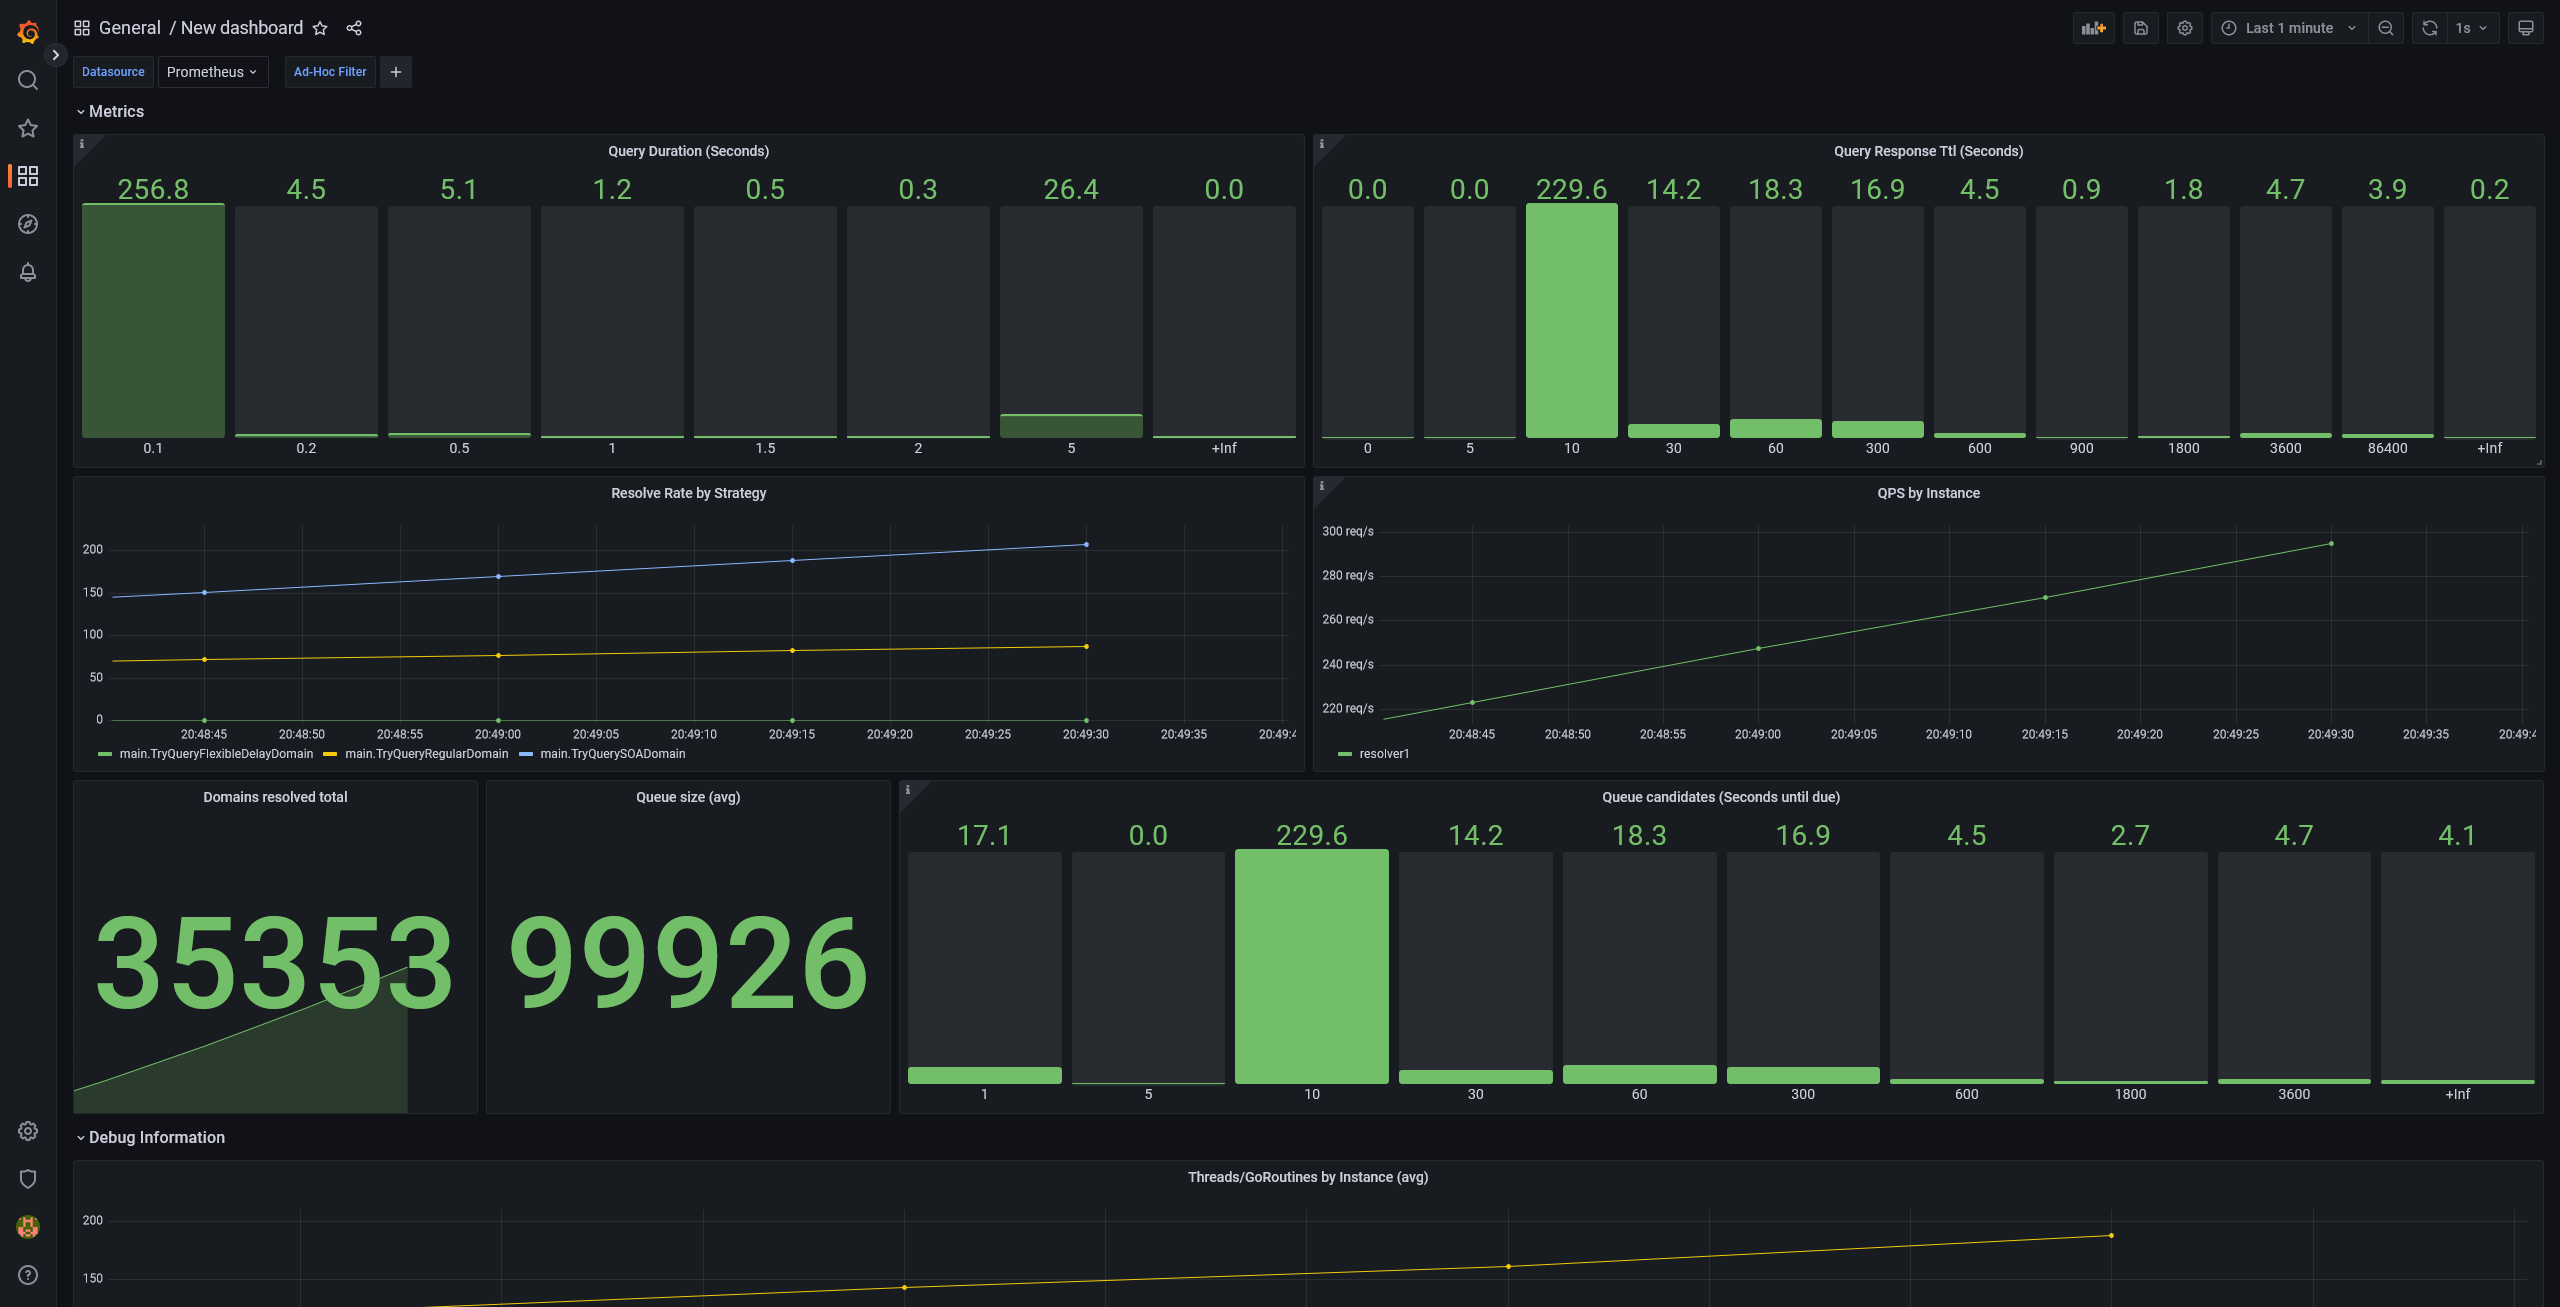 General / New dashboard
Last 1 minute
1s
Datasource Prometheus Ad-Hoc Filter +
Metrics
i
Query Duration (Seconds)
256.8 4.5 5.1 1.2 0.5 0.3 26.4 0.0
0.1 0.2 0.5 1 1.5 2 5 +Inf
i
Query Response Ttl (Seconds)
0.0 0.0 229.6 14.2 18.3 16.9 4.5 0.9 1.8 4.7 3.9 0.2
0 5 10 30 60 300 600 900 1800 3600 86400 +Inf
Resolve Rate by Strategy
200
150
100
50
0
20:48:45 20:48:50 20:48:55 20:49:00 20:49:05 20:49:10 20:49:15 20:49:20 20:49:25 20:49:30 20:49:35 20:49:4
main.TryQueryFlexibleDelayDomain main.TryQueryRegularDomain main.TryQuerySOADomain
i
QPS by Instance
300 req/s
280 req/s
260 req/s
240 req/s
220 req/s
20:48:45 20:48:50 20:48:55 20:49:00 20:49:05 20:49:10 20:49:15 20:49:20 20:49:25 20:49:30 20:49:35 20:49:4
resolver1
Domains resolved total
35353
Queue size (avg)
99926
i
Queue candidates (Seconds until due)
17.1 0.0 229.6 14.2 18.3 16.9 4.5 2.7 4.7 4.1
1 5 10 30 60 300 600 1800 3600 +Inf
Debug Information
Threads/GoRoutines by Instance (avg)
200
150